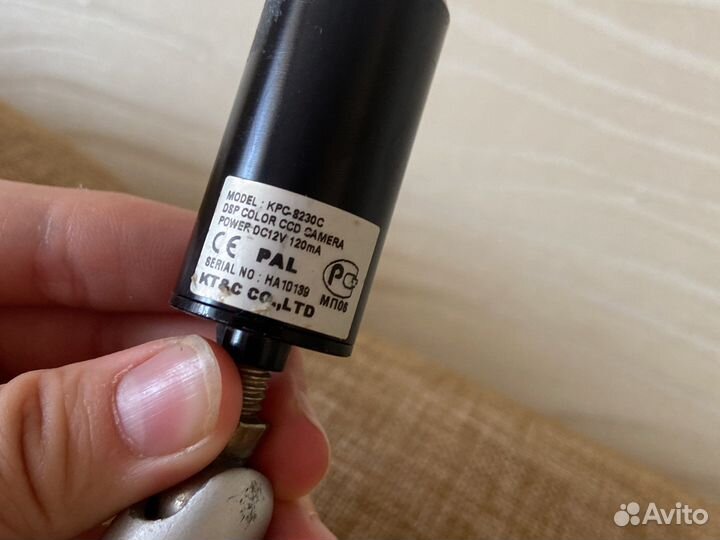 MODEL : KPC-S230C
DSP COLOR CCD CAMERA
POWER DC12V 120mA
CE PAL
SERIAL NO : HA10139
KT&C CO.,LTD
РС
МП06
Avito